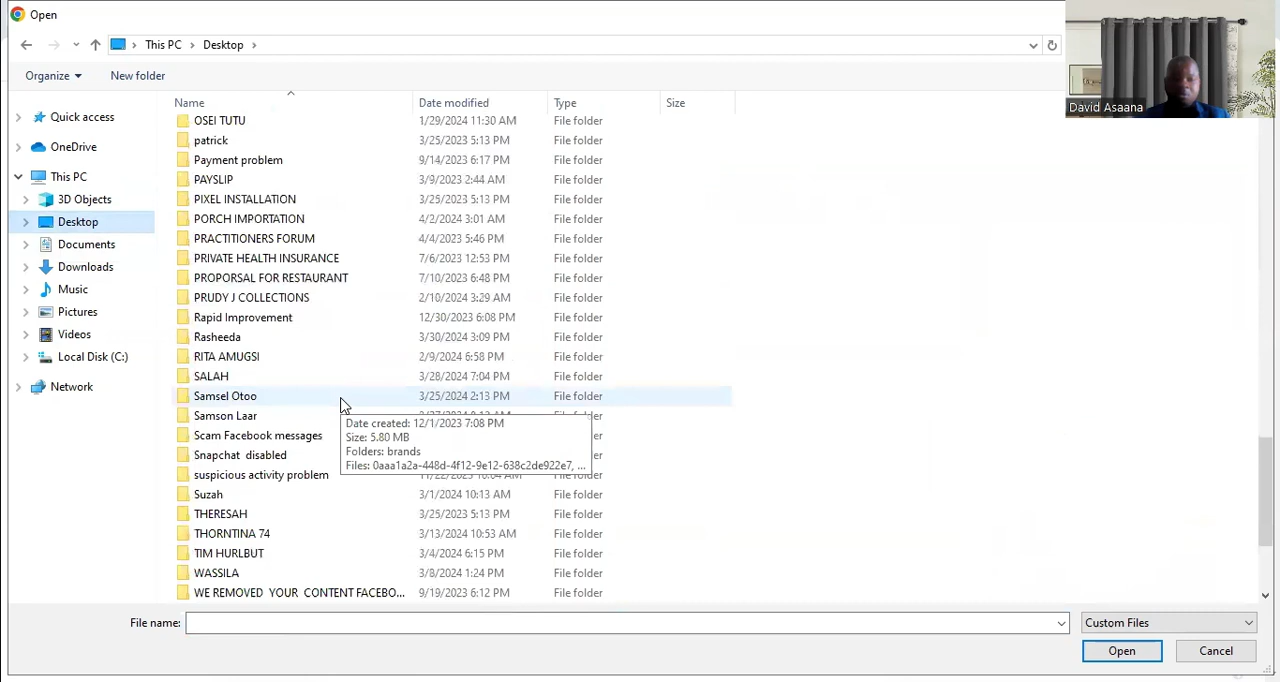 Open
This PC > Desktop >
David Asaana
Organize New folder
Name Date modified Type Size
Quick access
OneDrive
This PC
3D Objects
Desktop
Documents
Downloads
Music
Pictures
Videos
Local Disk (C:)
Network
OSEI TUTU 1/29/2024 11:30 AM File folder
patrick 3/25/2023 5:13 PM File folder
Payment problem 9/14/2023 6:17 PM File folder
PAYSLIP 3/9/2023 2:44 AM File folder
PIXEL INSTALLATION 3/25/2023 5:13 PM File folder
PORCH IMPORTATION 4/2/2024 3:01 AM File folder
PRACTITIONERS FORUM 4/4/2023 5:46 PM File folder
PRIVATE HEALTH INSURANCE 7/6/2023 12:53 PM File folder
PROPORSAL FOR RESTAURANT 7/10/2023 6:48 PM File folder
PRUDY J COLLECTIONS 2/10/2024 3:29 AM File folder
Rapid Improvement 12/30/2023 6:08 PM File folder
Rasheeda 3/30/2024 3:09 PM File folder
RITA AMUGSI 2/9/2024 6:58 PM File folder
SALAH 3/28/2024 7:04 PM File folder
Samsel Otoo 3/25/2024 2:13 PM File folder
Samson Laar
Scam Facebook messages
Snapchat disabled
suspicious activity problem File folder
Date created: 12/1/2023 7:08 PM
Size: 5.80 MB
Folders: brands
Files: 0aaa1a2a-448d-4f12-9e12-638c2de922e7, ...
Suzah 3/1/2024 10:13 AM File folder
THERESAH 3/25/2023 5:13 PM File folder
THORNTINA 74 3/13/2024 10:53 AM File folder
TIM HURLBUT 3/4/2024 6:15 PM File folder
WASSILA 3/8/2024 1:24 PM File folder
WE REMOVED YOUR CONTENT FACEBO... 9/19/2023 6:12 PM File folder
File name: Custom Files
Open Cancel